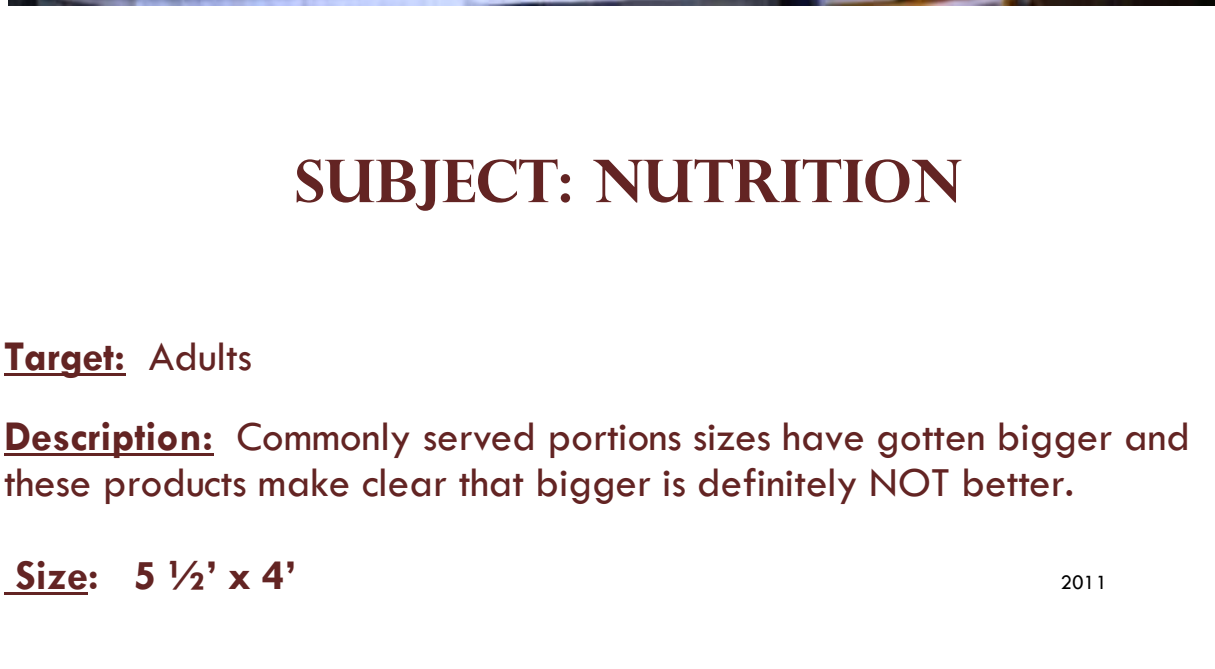 SUBJECT: NUTRITION
Target: Adults
Description: Commonly served portions sizes have gotten bigger and
these products make clear that bigger is definitely NOT better.
Size: 5 ½’ x 4’ 2011